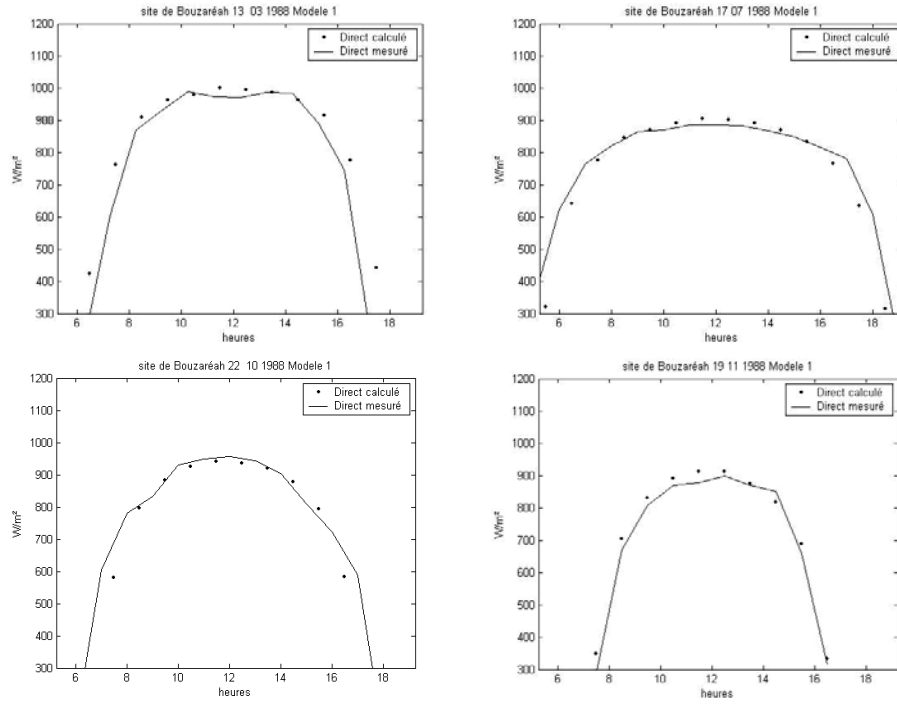 site de Bouzaréah 13 03 1988 Modele 1
1200
1100
1000
900
800
700
600
500
400
300
W/m²
Direct calculé
Direct mesuré
6 8 10 12 14 16 18
heures
site de Bouzaréah 17 07 1988 Modele 1
1200
1100
1000
900
800
700
600
500
400
300
W/m²
Direct calculé
Direct mesuré
6 8 10 12 14 16 18
heures
site de Bouzaréah 22 10 1988 Modele 1
1200
1100
1000
900
800
700
600
500
400
300
W/m²
Direct calculé
Direct mesuré
6 8 10 12 14 16 18
heures
site de Bouzaréah 19 11 1988 Modele 1
1200
1100
1000
900
800
700
600
500
400
300
W/m²
Direct calculé
Direct mesuré
6 8 10 12 14 16 18
heures